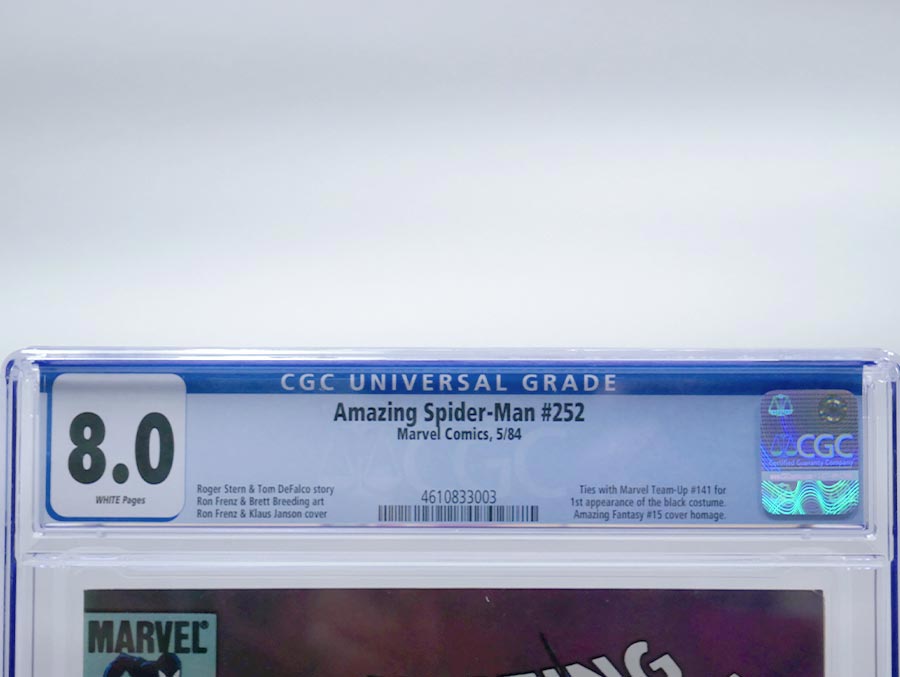 CGC UNIVERSAL GRADE
8.0
WHITE Pages
Amazing Spider-Man #252
Marvel Comics, 5/84
Roger Stern & Tom DeFalco story
Ron Frenz & Brett Breeding art
Ron Frenz & Klaus Janson cover
4610833003
Ties with Marvel Team-Up #141 for
1st appearance of the black costume.
Amazing Fantasy #15 cover homage.
CGC
Certified Guaranty Company
MARVEL®